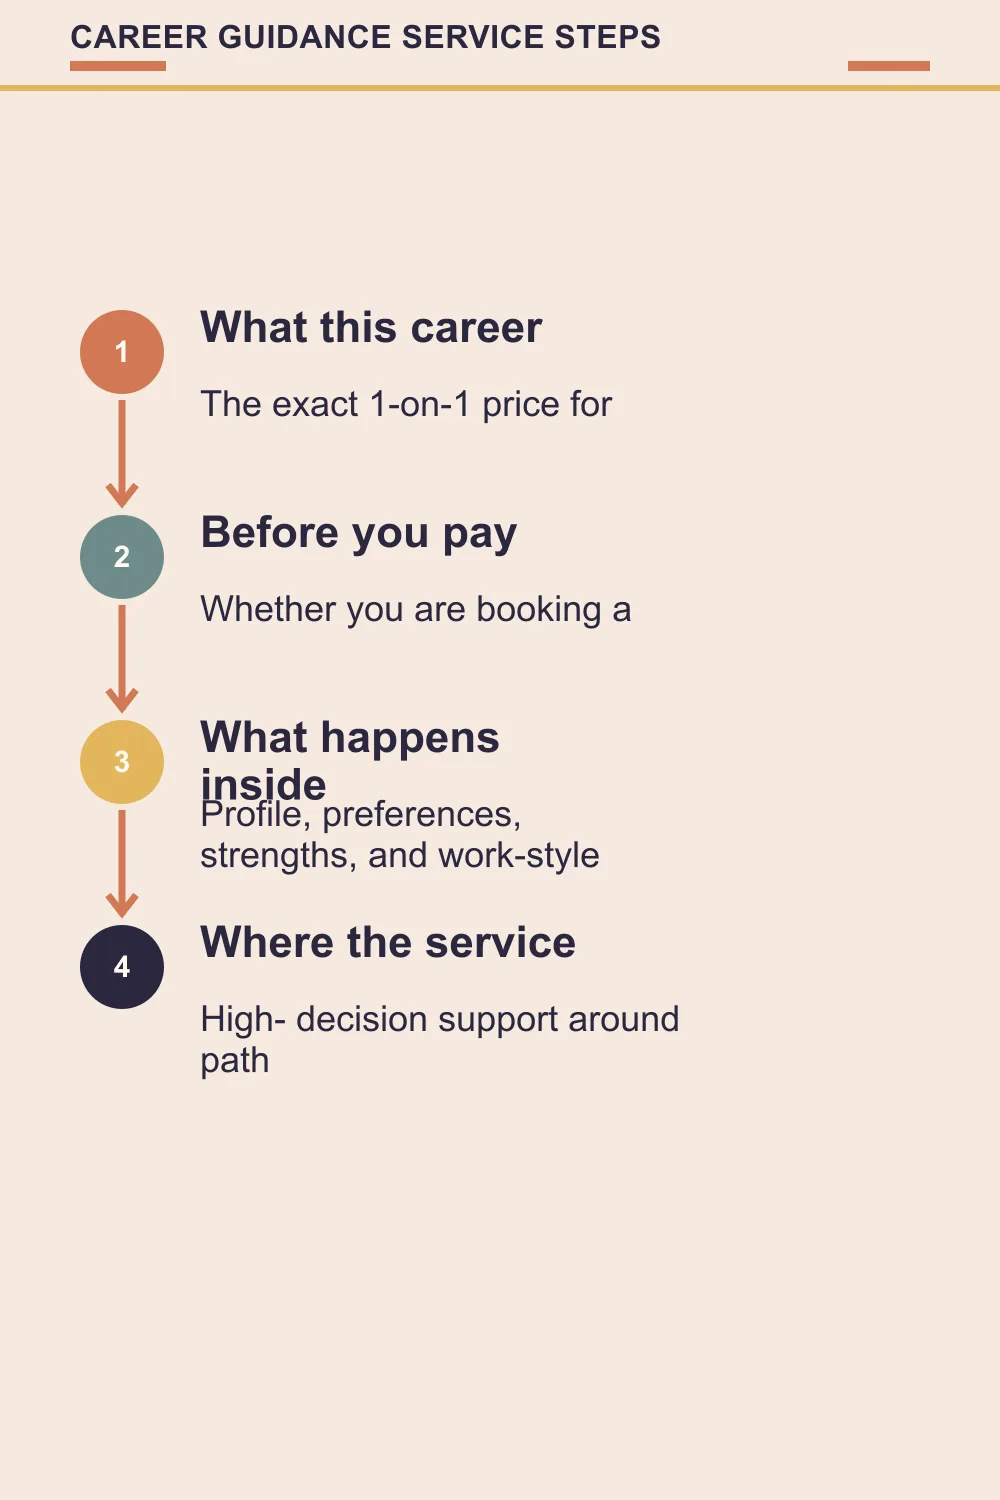 CAREER GUIDANCE SERVICE STEPS
1
What this career
The exact 1-on-1 price for
2
Before you pay
Whether you are booking a
3
What happens
inside
Profile, preferences,
strengths, and work-style
4
Where the service
High- decision support around
path